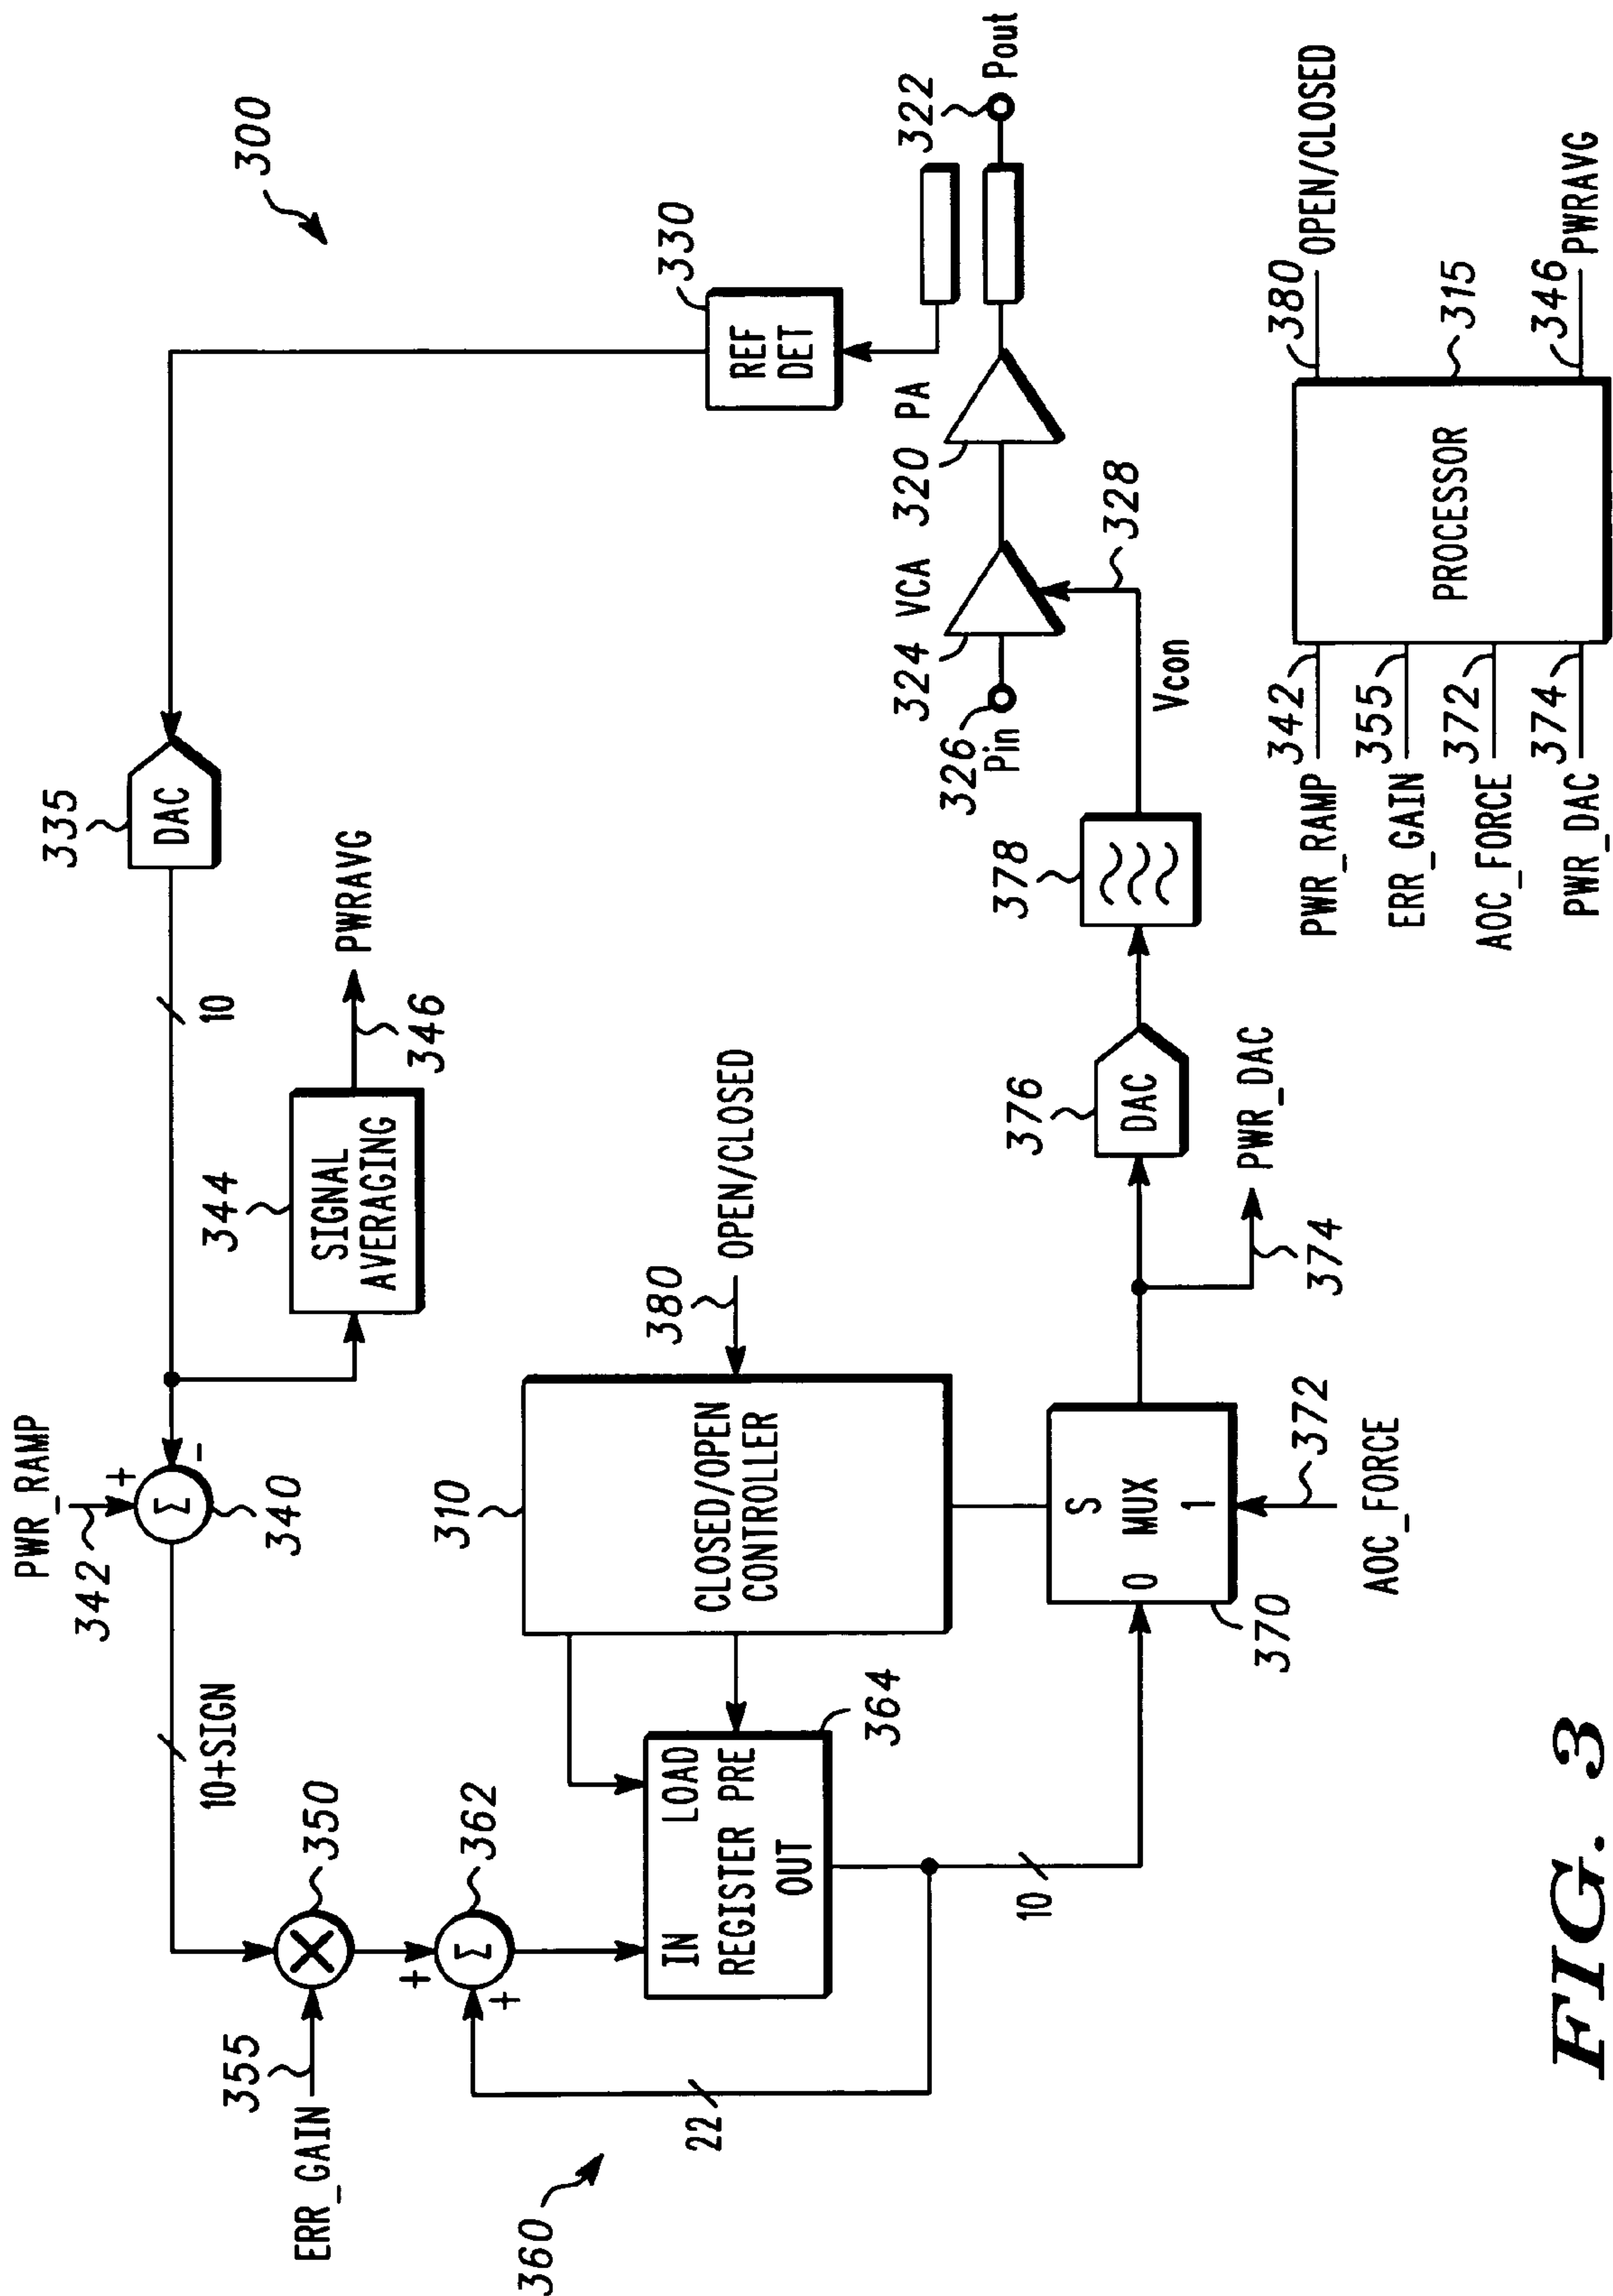 300
335
DAC
10
PWR_RAMP
342
+
-
Σ
340
344
SIGNAL
AVERAGING
346
PWRAVG
330
REF
DET
10+SIGN
ERR_GAIN
355
350
+
+
362
Σ
22
360
IN
LOAD
REGISTER PRE
OUT
364
10
310
CLOSED/OPEN
CONTROLLER
380
OPEN/CLOSED
S
0 MUX
1
370
372
AOC_FORCE
374
PWR_DAC
376
DAC
378
Vcon
328
326
Pin
324 VCA
320 PA
322
Pout
PWR_RAMP
342
ERR_GAIN
355
AOC_FORCE
372
PWR_DAC
374
PROCESSOR
315
380
OPEN/CLOSED
346
PWRAVG
FIG. 3